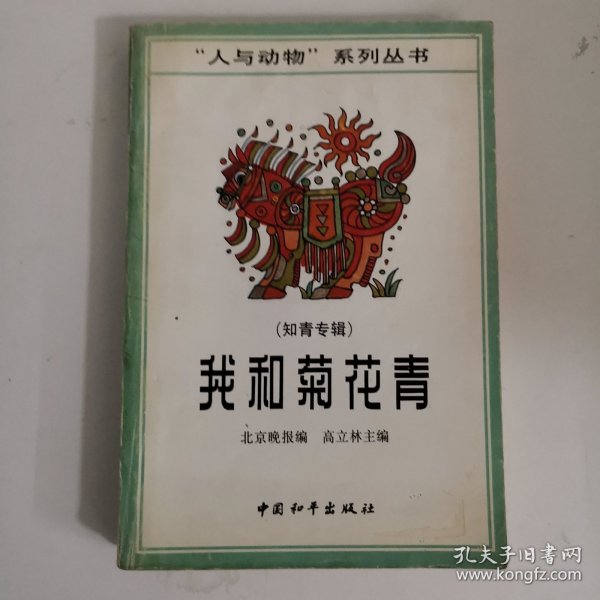 “人与动物”系列丛书
（知青专辑）
我和菊花青
北京晚报编 高立林主编
中国和平出版社
孔夫子旧书网
www.kongfz.com